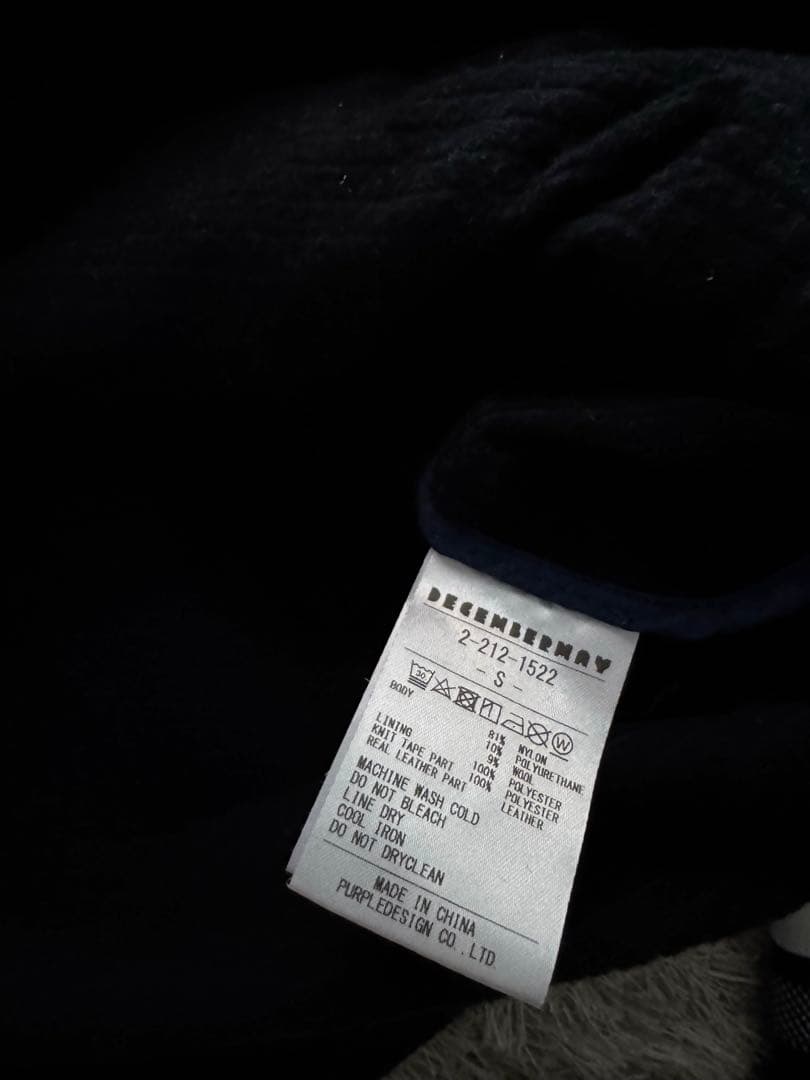 DECEMBERMAY
2-212-1522
- S -
30 W
BODY 81% NYLON
10% POLYURETHANE
9% WOOL
LINING 100% POLYESTER
KNIT TAPE PART 100% POLYESTER
REAL LEATHER PART LEATHER
MACHINE WASH COLD
DO NOT BLEACH
LINE DRY
COOL IRON
DO NOT DRYCLEAN
MADE IN CHINA
PURPLEDESIGN CO.,LTD.